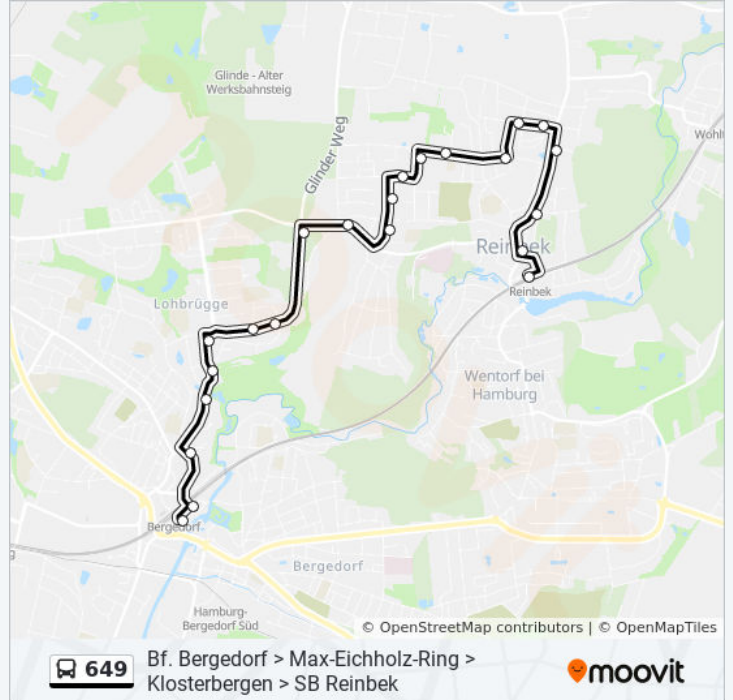 Glinde - Alter
Werksbahnsteig
Glinder Weg
Wohl
Reinbek
Reinbek
Lohbrügge
Wentorf bei
Hamburg
Bergedorf
g
Bergedorf
Hamburg-
Bergedorf Süd
© OpenStreetMap contributors | © OpenMapTiles
649
Bf. Bergedorf > Max-Eichholz-Ring >
Klosterbergen > SB Reinbek
moovit